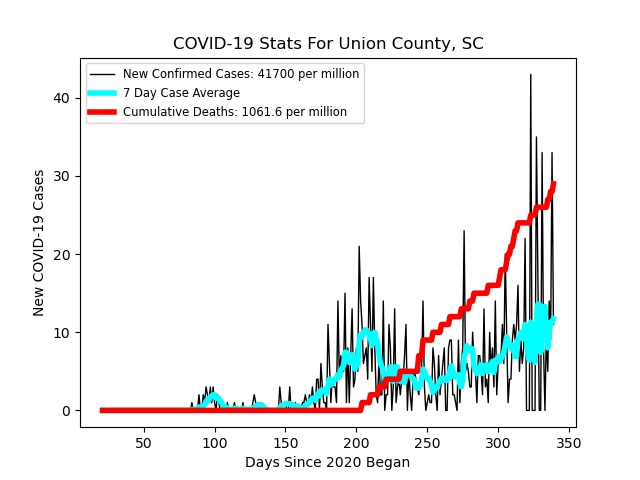 COVID-19 Stats For Union County, SC
New Confirmed Cases: 41700 per million
7 Day Case Average
Cumulative Deaths: 1061.6 per million
New COVID-19 Cases
40
30
20
10
0
50
100
150
200
250
300
350
Days Since 2020 Began